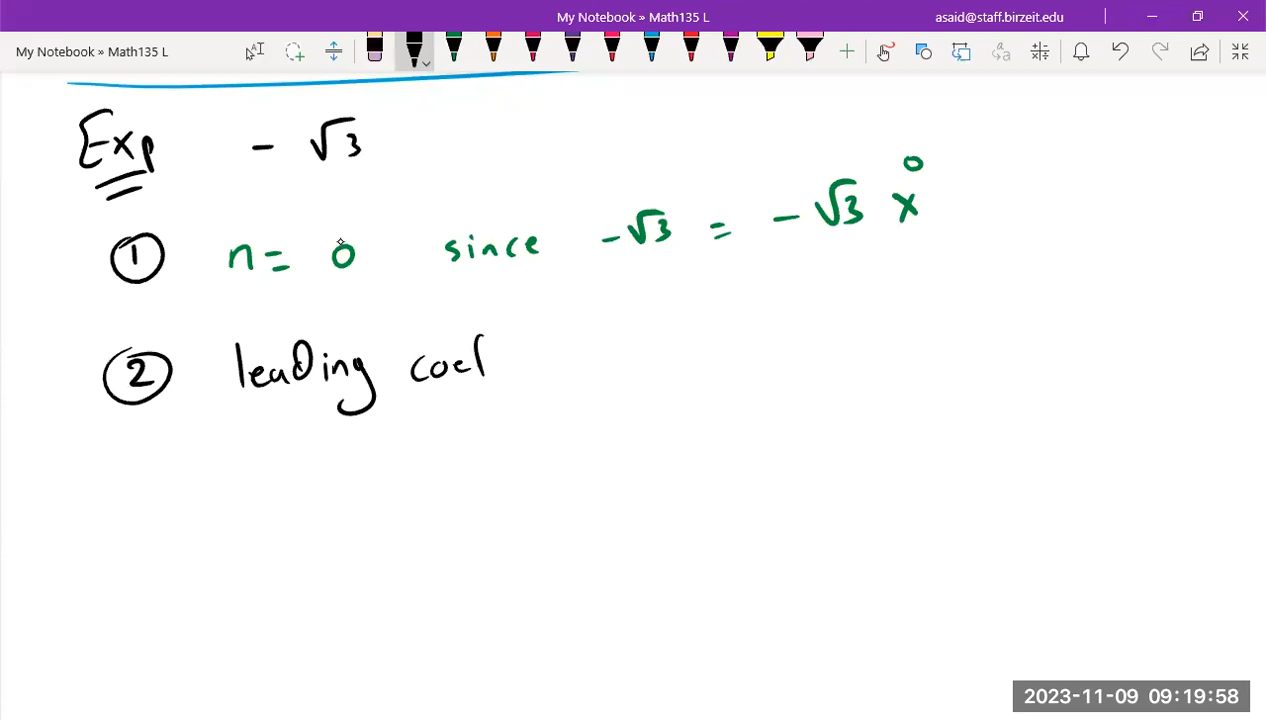 My Notebook » Math135 L
asaid@staff.birzeit.edu
My Notebook » Math135 L
Exp - √3
① n = 0 since -√3 = -√3 x⁰
② leading coef
2023-11-09 09:19:58